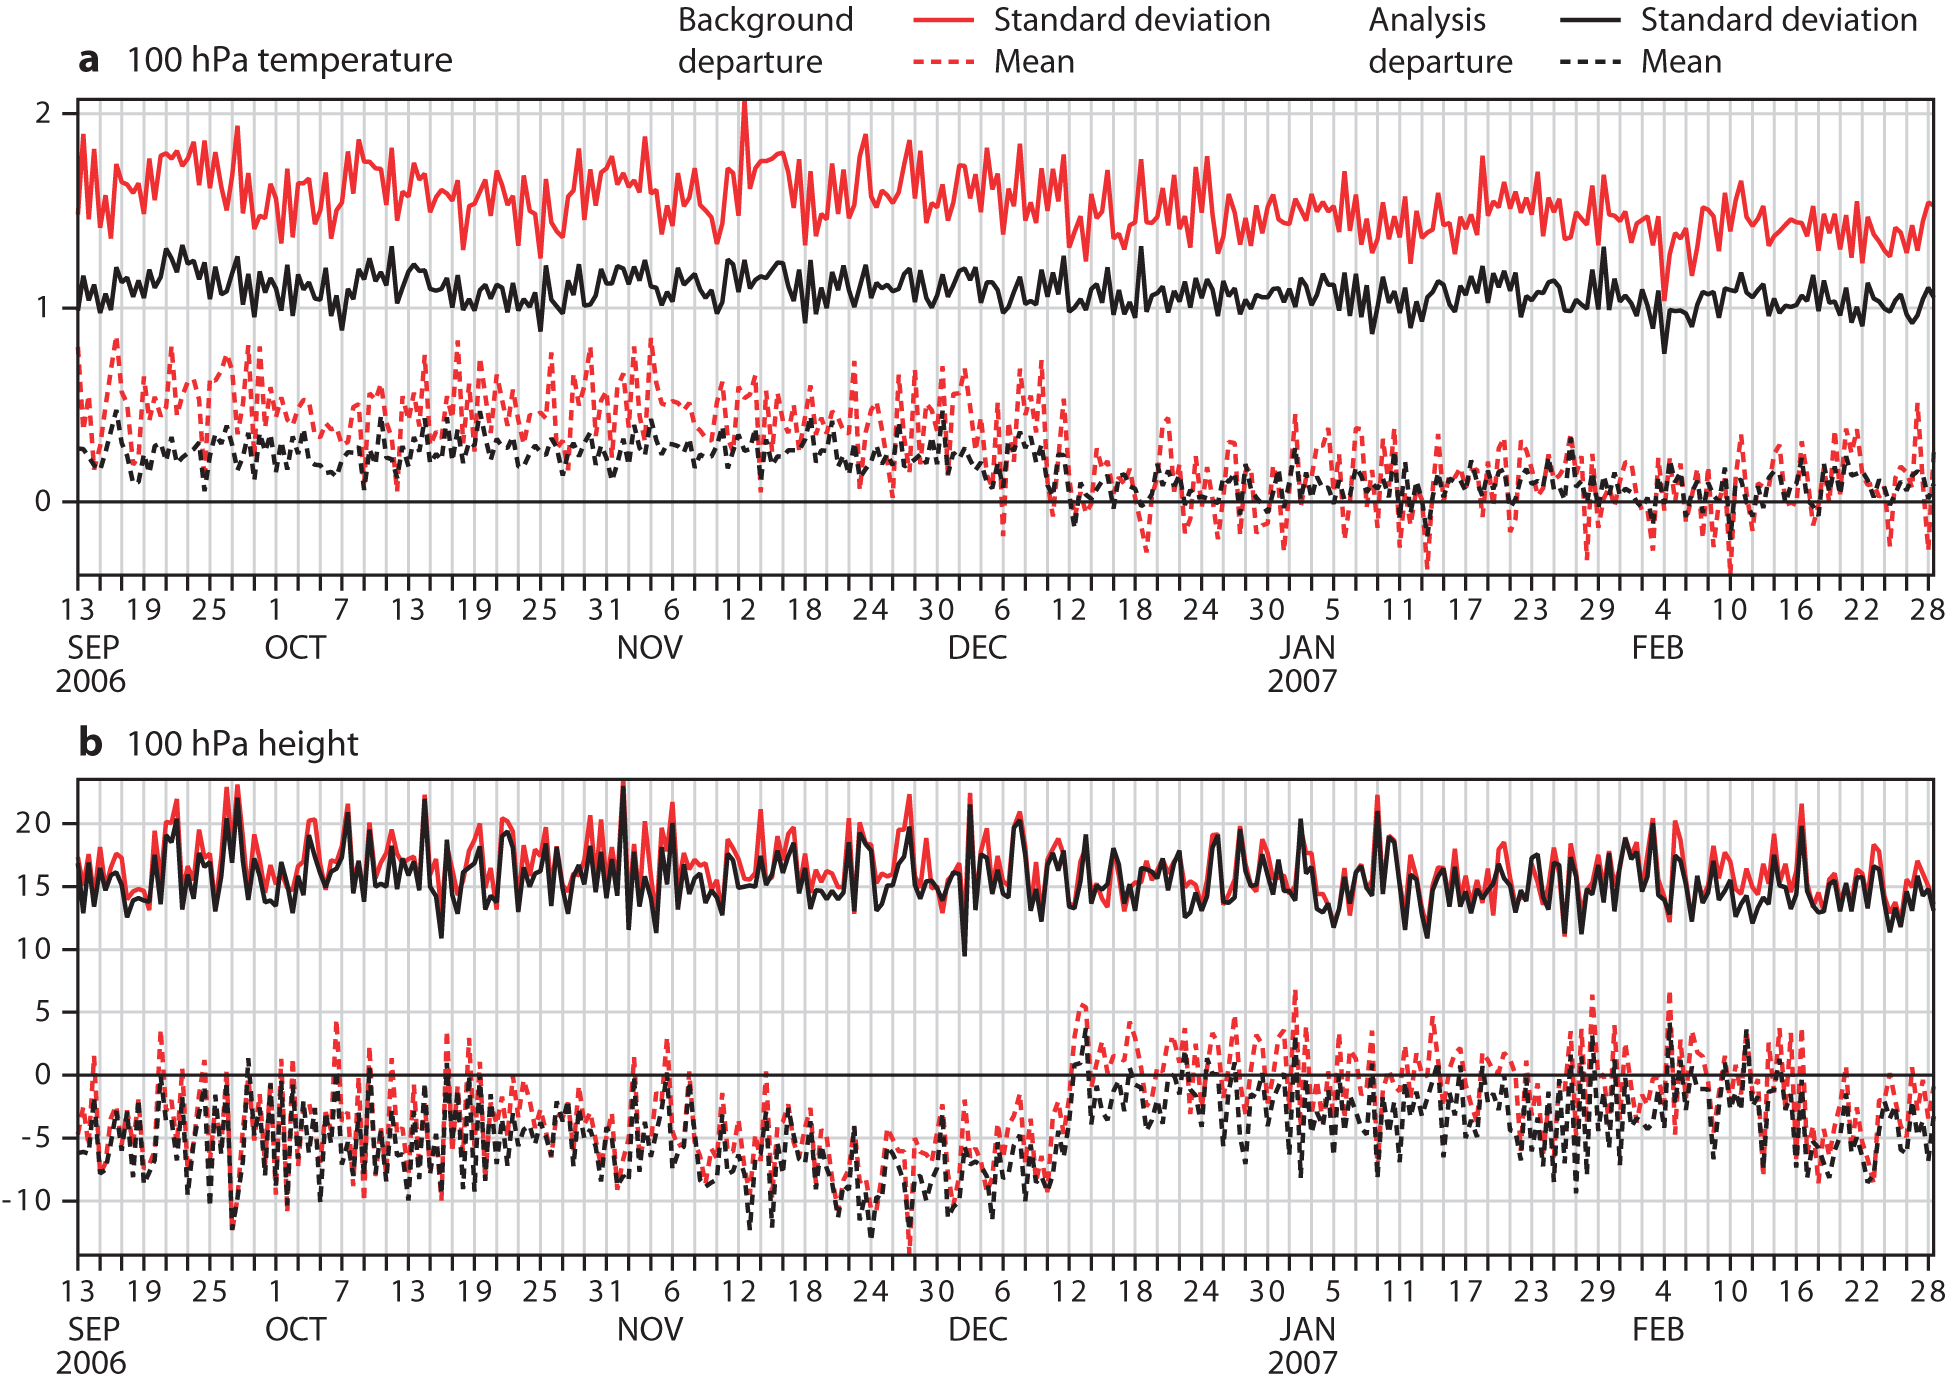 Background Standard deviation Analysis Standard deviation
a 100 hPa temperature departure Mean departure Mean
2
1
0
13 19 25 1 7 13 19 25 31 6 12 18 24 30 6 12 18 24 30 5 11 17 23 29 4 10 16 22 28
SEP OCT NOV DEC JAN FEB
2006 2007
b 100 hPa height
20
15
10
5
0
-5
-10
13 19 25 1 7 13 19 25 31 6 12 18 24 30 6 12 18 24 30 5 11 17 23 29 4 10 16 22 28
SEP OCT NOV DEC JAN FEB
2006 2007